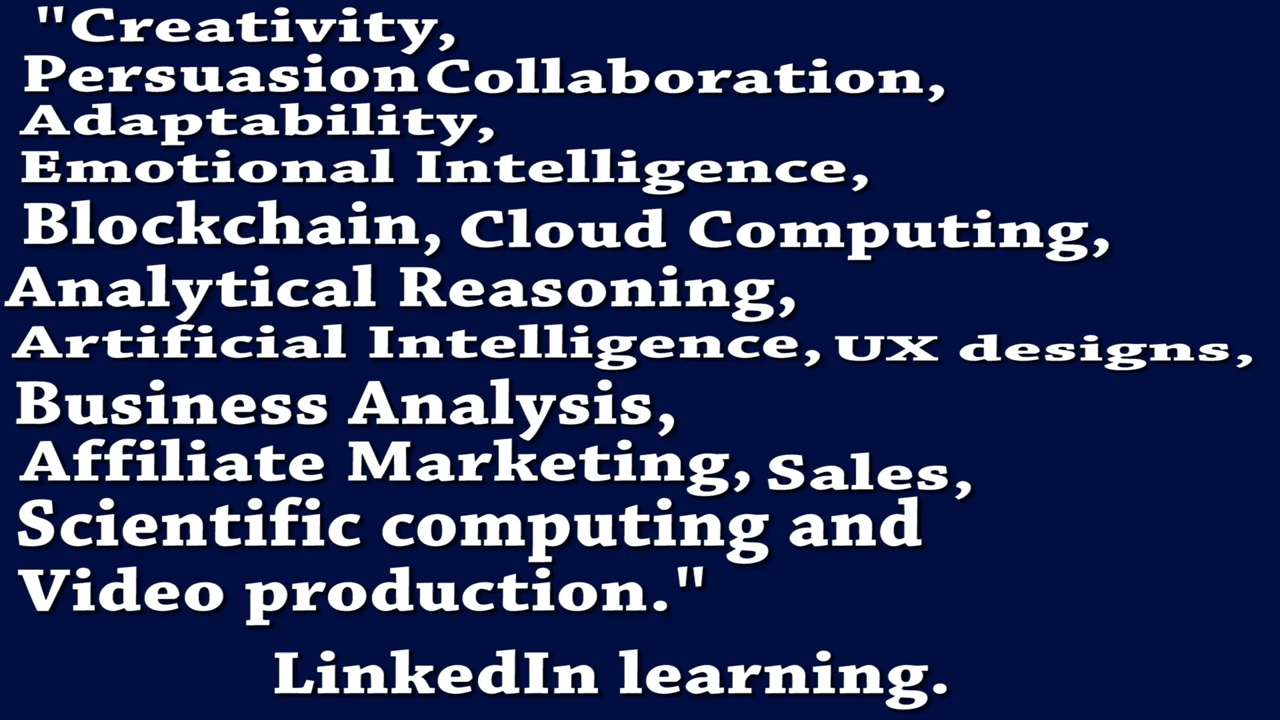 "Creativity,
Persuasion Collaboration,
Adaptability,
Emotional Intelligence,
Blockchain, Cloud Computing,
Analytical Reasoning,
Artificial Intelligence, UX designs,
Business Analysis,
Affiliate Marketing, Sales,
Scientific computing and
Video production."
LinkedIn learning.